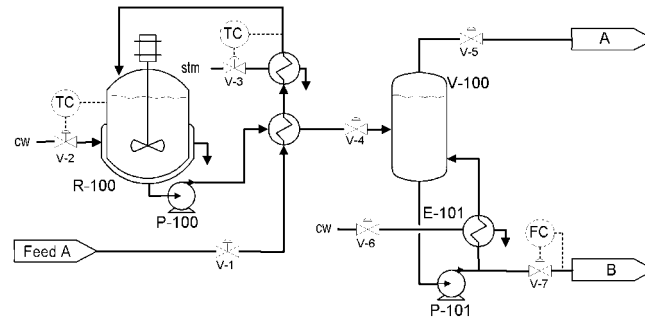 TC
V-5
A
stm
V-3
V-100
TC
cw
V-2
V-4
R-100
P-100
E-101
cw
V-6
FC
Feed A
V-1
V-7
B
P-101